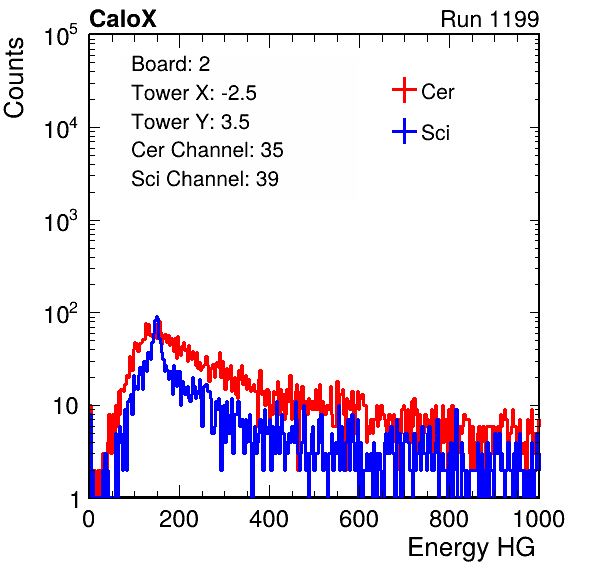 CaloX Run 1199
Counts
10^5
10^4
10^3
10^2
10
1
Board: 2
Tower X: -2.5
Tower Y: 3.5
Cer Channel: 35
Sci Channel: 39
Cer
Sci
0 200 400 600 800 1000
Energy HG